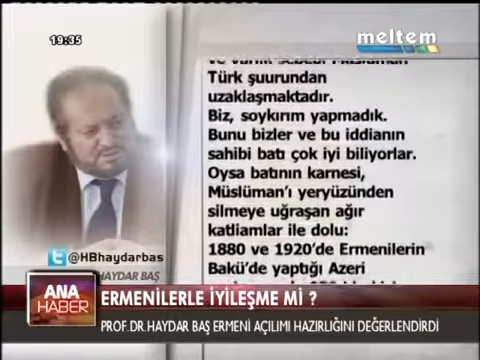 19:35
meltem
Türk şuurundan
uzaklaşmaktadır.
Biz, soykırım yapmadık.
Bunu bizler ve bu iddianın
sahibi batı çok iyi biliyorlar.
Oysa batının karnesi,
Müslüman'ı yeryüzünden
silmeye uğraşan ağır
katliamlar ile dolu:
1880 ve 1920'de Ermenilerin
Bakü'de yaptığı Azeri
@HBhaydarbas
HAYDAR BAŞ
ANA
HABER
ERMENİLERLE İYİLEŞME Mİ ?
PROF.DR.HAYDAR BAŞ ERMENİ AÇILIMI HAZIRLIĞINI DEĞERLENDİRDİ